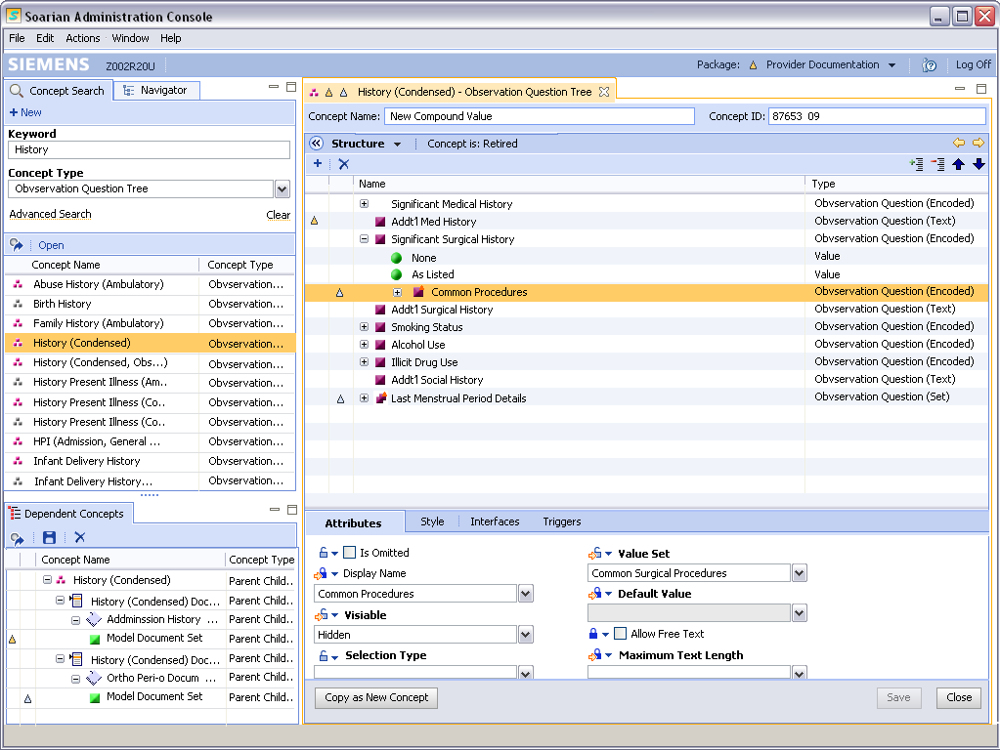 Soarian Administration Console
File Edit Actions Window Help
SIEMENS Z002R20U Package: Provider Documentation Log Off
Concept Search Navigator
New
Keyword
History
Concept Type
Obvservation Question Tree
Advanced Search Clear
Open
Concept Name Concept Type
Abuse History (Ambulatory) Obvservation...
Birth History Obvservation...
Family History (Ambulatory) Obvservation...
History (Condensed) Obvservation...
History (Condensed, Obs...) Obvservation...
History Present Illness (Am.. Obvservation...
History Present Illness (Co.. Obvservation...
History Present Illness (Co.. Obvservation...
HPI (Admission, General ... Obvservation...
Infant Delivery History Obvservation...
Infant Delivery History... Obvservation...
Dependent Concepts
Concept Name Concept Type
History (Condensed) Parent Child..
History (Condensed) Doc... Parent Child..
Addminssion History ... Parent Child..
Model Document Set Parent Child..
History (Condensed) Doc... Parent Child..
Ortho Peri-o Docum ... Parent Child..
Model Document Set Parent Child..
History (Condensed) - Observation Question Tree
Concept Name: New Compound Value Concept ID: 87653 09
Structure Concept is: Retired
Name Type
Significant Medical History Obvservation Question (Encoded)
Addt1 Med History Obvservation Question (Text)
Significant Surgical History Obvservation Question (Encoded)
None Value
As Listed Value
Common Procedures Obvservation Question (Encoded)
Addt1 Surgical History Obvservation Question (Text)
Smoking Status Obvservation Question (Encoded)
Alcohol Use Obvservation Question (Encoded)
Illicit Drug Use Obvservation Question (Encoded)
Addt1 Social History Obvservation Question (Text)
Last Menstrual Period Details Obvservation Question (Set)
Attributes Style Interfaces Triggers
Is Omitted
Display Name
Common Procedures
Visiable
Hidden
Selection Type
Value Set
Common Surgical Procedures
Default Value
Allow Free Text
Maximum Text Length
Copy as New Concept Save Close